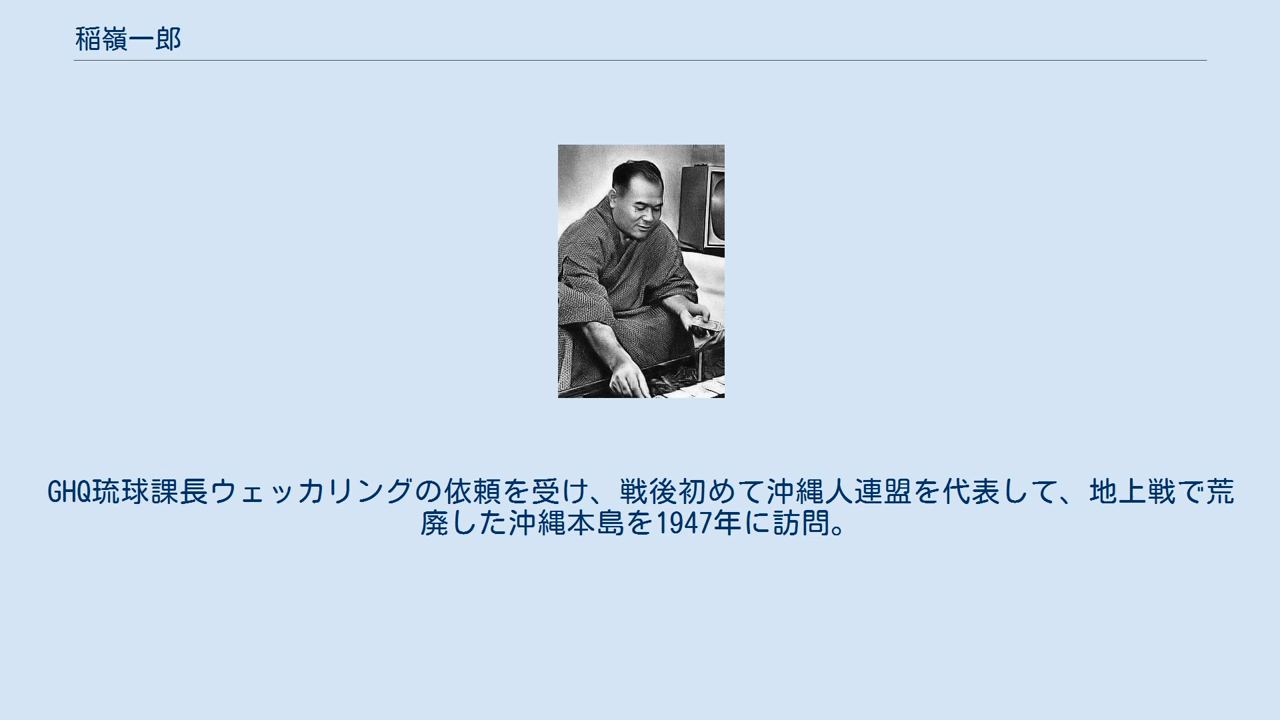 稲嶺一郎
GHQ琉球課長ウェッカリングの依頼を受け、戦後初めて沖縄人連盟を代表して、地上戦で荒
廃した沖縄本島を1947年に訪問。